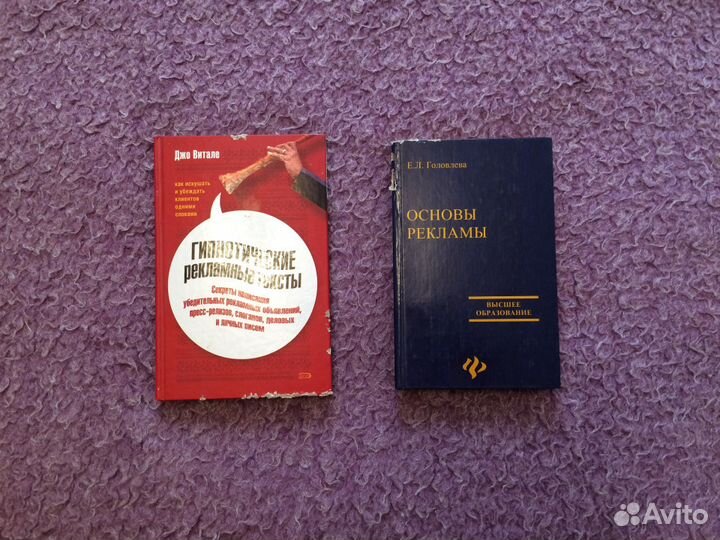 Джо Витале
как искушать
и убеждать
клиентов
одними
словами
ГИПНОТИЧЕСКИЕ
рекламные тексты
Секреты написания
убедительных рекламных объявлений,
пресс-релизов, слоганов, деловых
и личных писем
Е.Л. Головлева
ОСНОВЫ
РЕКЛАМЫ
ВЫСШЕЕ
ОБРАЗОВАНИЕ
Avito